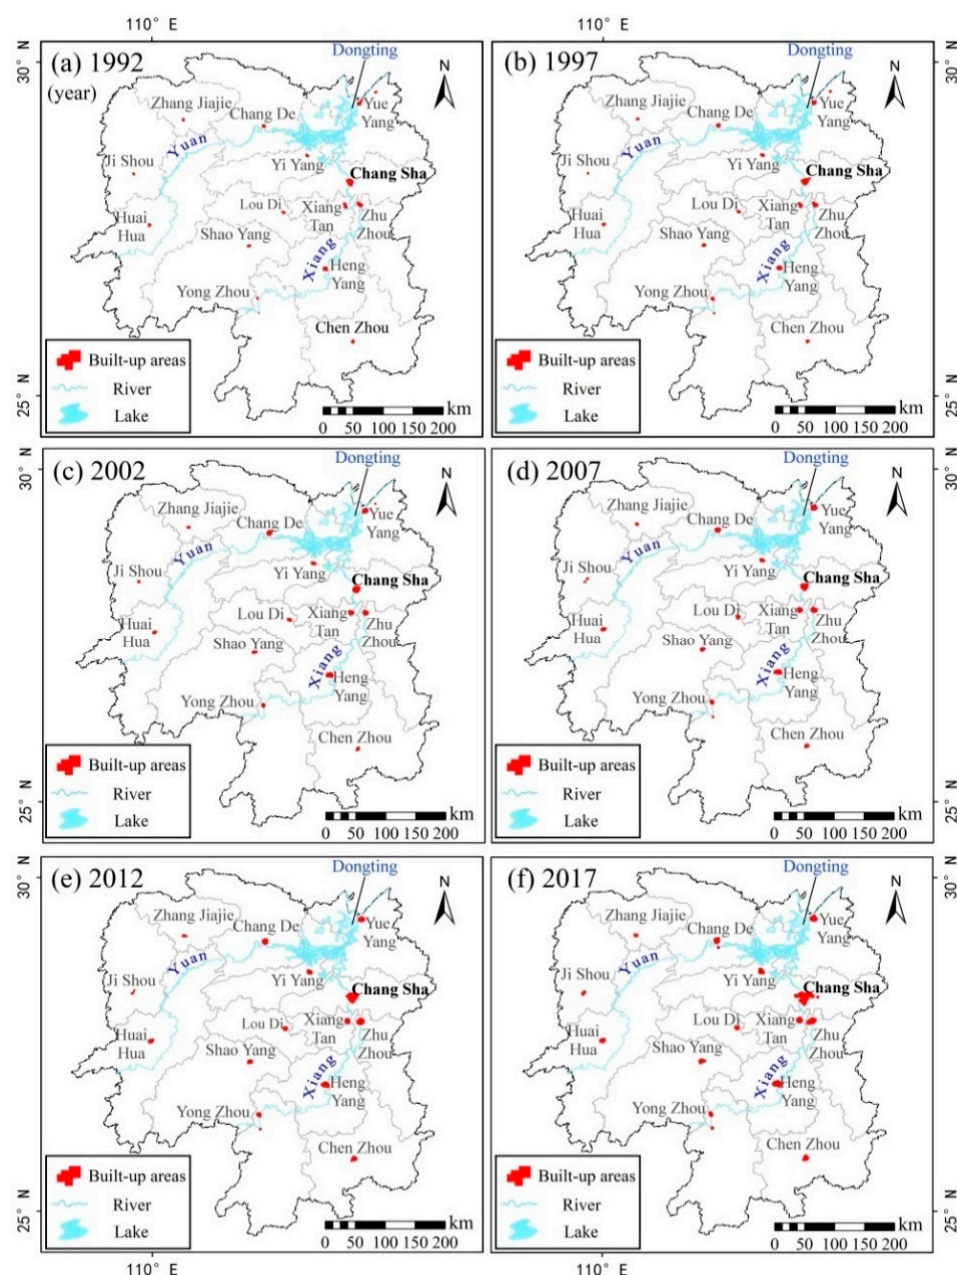 110° E
30° N
(a) 1992
(year)
Dongting
N
Zhang Jiajie
Chang De
Yue
Yang
Yuan
Ji Shou
Yi Yang
Chang Sha
Huai
Hua
Lou Di
Xiang
Tan
Zhu
Zhou
Shao Yang
Xiang
Heng
Yang
Yong Zhou
Chen Zhou
Built-up areas
River
Lake
km
0 50 100 150 200
25° N
110° E
30° N
(b) 1997
Dongting
N
Zhang Jiajie
Chang De
Yue
Yang
Yuan
Ji Shou
Yi Yang
Chang Sha
Huai
Hua
Lou Di
Xiang
Tan
Zhu
Zhou
Shao Yang
Xiang
Heng
Yang
Yong Zhou
Chen Zhou
Built-up areas
River
Lake
km
0 50 100 150 200
25° N
30° N
(c) 2002
Dongting
N
Zhang Jiajie
Chang De
Yue
Yang
Yuan
Ji Shou
Yi Yang
Chang Sha
Huai
Hua
Lou Di
Xiang
Tan
Zhu
Zhou
Shao Yang
Xiang
Heng
Yang
Yong Zhou
Chen Zhou
Built-up areas
River
Lake
km
0 50 100 150 200
25° N
30° N
(d) 2007
Dongting
N
Zhang Jiajie
Chang De
Yue
Yang
Yuan
Ji Shou
Yi Yang
Chang Sha
Huai
Hua
Lou Di
Xiang
Tan
Zhu
Zhou
Shao Yang
Xiang
Heng
Yang
Yong Zhou
Chen Zhou
Built-up areas
River
Lake
km
0 50 100 150 200
25° N
30° N
(e) 2012
Dongting
N
Zhang Jiajie
Chang De
Yue
Yang
Yuan
Ji Shou
Yi Yang
Chang Sha
Huai
Hua
Lou Di
Xiang
Tan
Zhu
Zhou
Shao Yang
Xiang
Heng
Yang
Yong Zhou
Chen Zhou
Built-up areas
River
Lake
km
0 50 100 150 200
25° N
110° E
30° N
(f) 2017
Dongting
N
Zhang Jiajie
Chang De
Yue
Yang
Yuan
Ji Shou
Yi Yang
Chang Sha
Huai
Hua
Lou Di
Xiang
Tan
Zhu
Zhou
Shao Yang
Xiang
Heng
Yang
Yong Zhou
Chen Zhou
Built-up areas
River
Lake
km
0 50 100 150 200
25° N
110° E